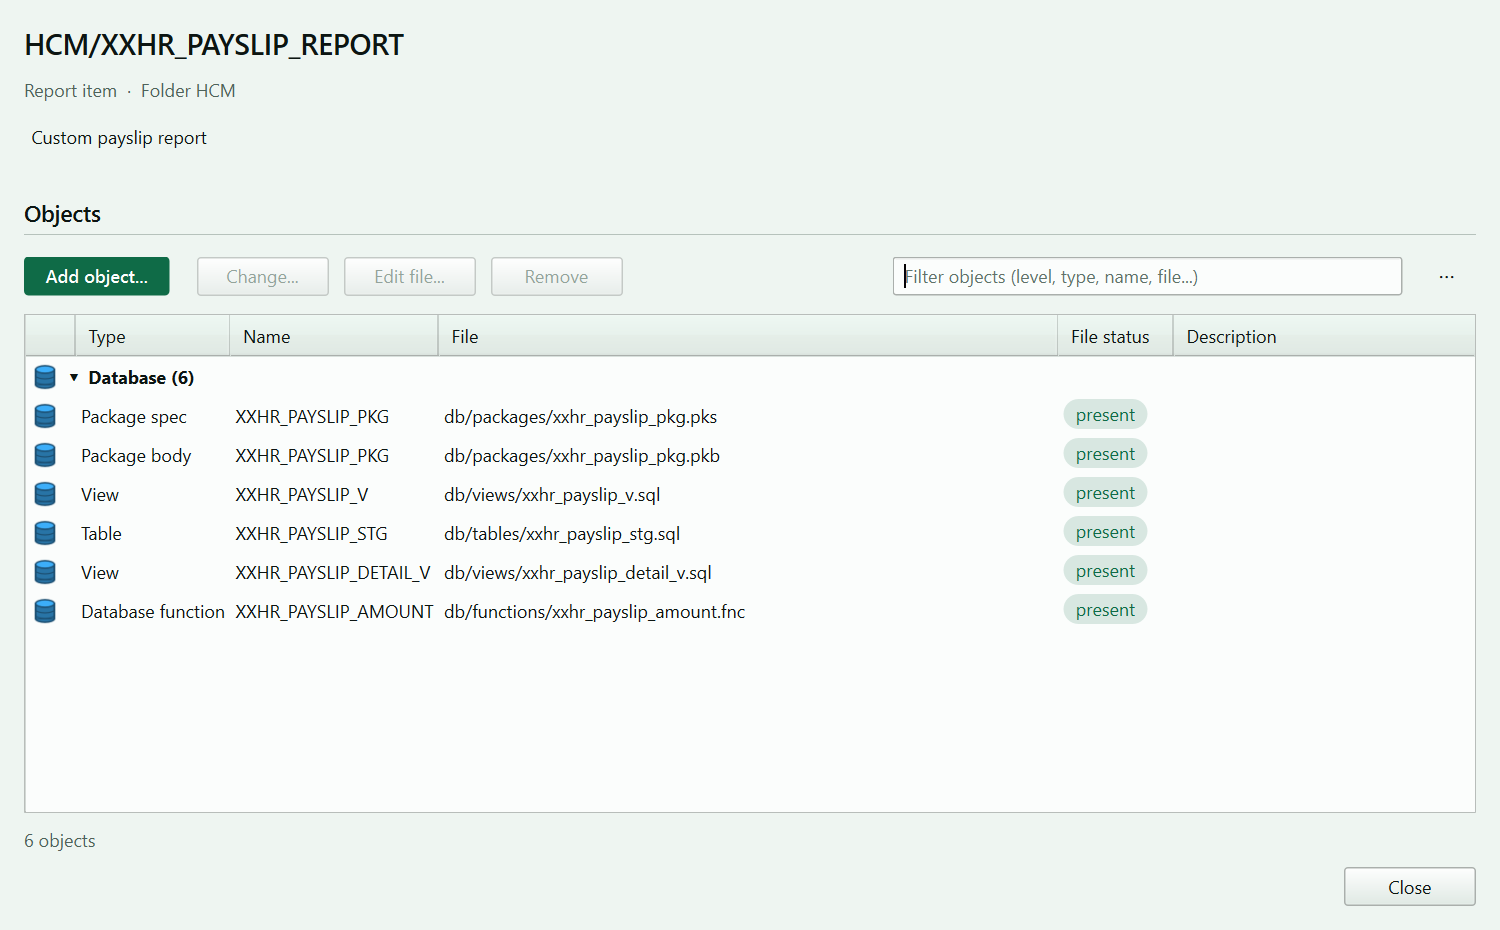 HCM/XXHR_PAYSLIP_REPORT
Report item · Folder HCM
Custom payslip report
Objects
Add object... Change... Edit file... Remove Filter objects (level, type, name, file...) ...
Type Name File File status Description
Database (6)
Package spec XXHR_PAYSLIP_PKG db/packages/xxhr_payslip_pkg.pks present
Package body XXHR_PAYSLIP_PKG db/packages/xxhr_payslip_pkg.pkb present
View XXHR_PAYSLIP_V db/views/xxhr_payslip_v.sql present
Table XXHR_PAYSLIP_STG db/tables/xxhr_payslip_stg.sql present
View XXHR_PAYSLIP_DETAIL_V db/views/xxhr_payslip_detail_v.sql present
Database function XXHR_PAYSLIP_AMOUNT db/functions/xxhr_payslip_amount.fnc present
6 objects
Close